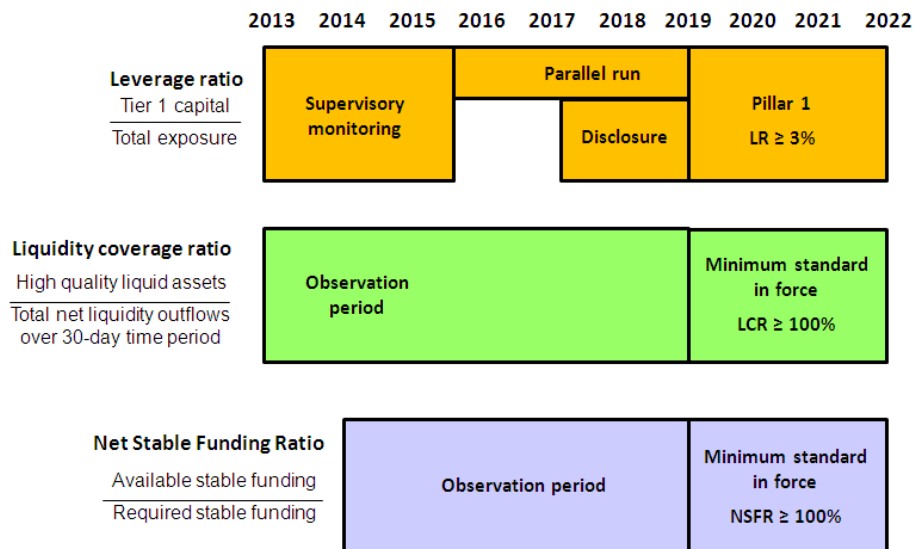 2013 2014 2015 2016 2017 2018 2019 2020 2021 2022
Leverage ratio
Tier 1 capital
Total exposure
Supervisory
monitoring
Parallel run
Disclosure
Pillar 1
LR ≥ 3%
Liquidity coverage ratio
High quality liquid assets
Total net liquidity outflows
over 30-day time period
Observation
period
Minimum standard
in force
LCR ≥ 100%
Net Stable Funding Ratio
Available stable funding
Required stable funding
Observation period
Minimum standard
in force
NSFR ≥ 100%